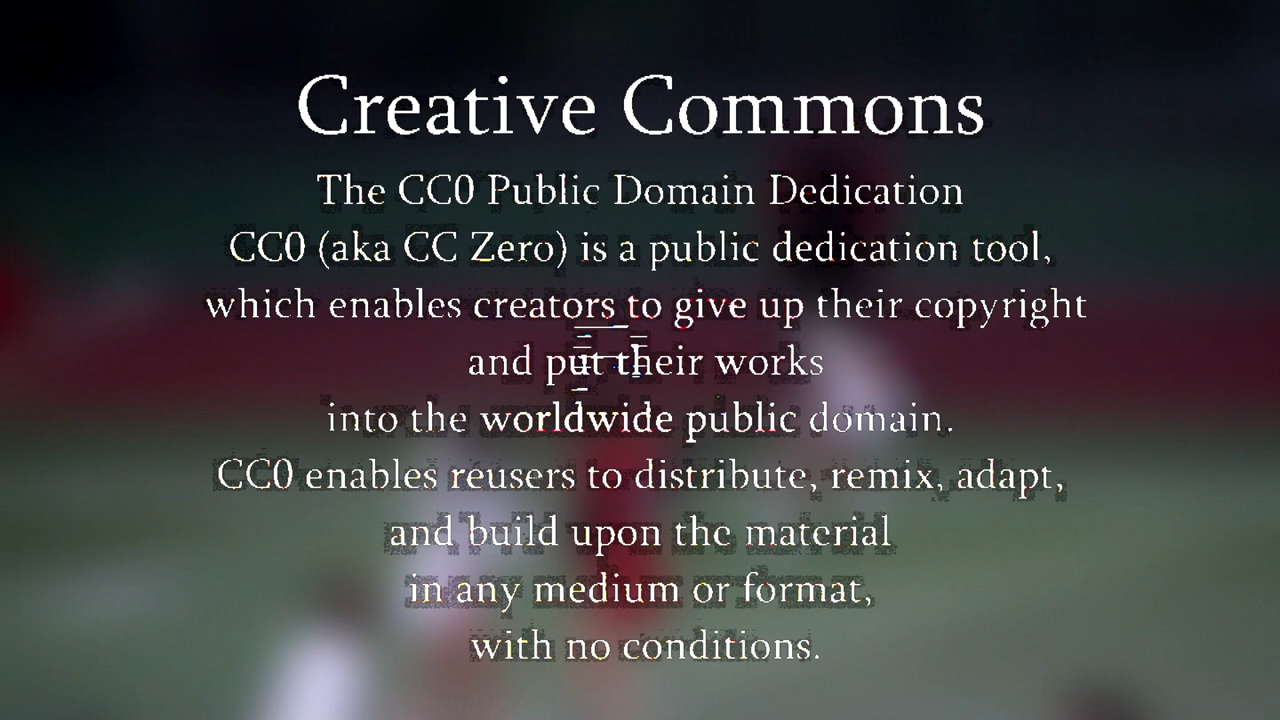 Creative Commons
The CC0 Public Domain Dedication
CC0 (aka CC Zero) is a public dedication tool,
which enables creators to give up their copyright
and put their works
into the worldwide public domain.
CC0 enables reusers to distribute, remix, adapt,
and build upon the material
in any medium or format,
with no conditions.